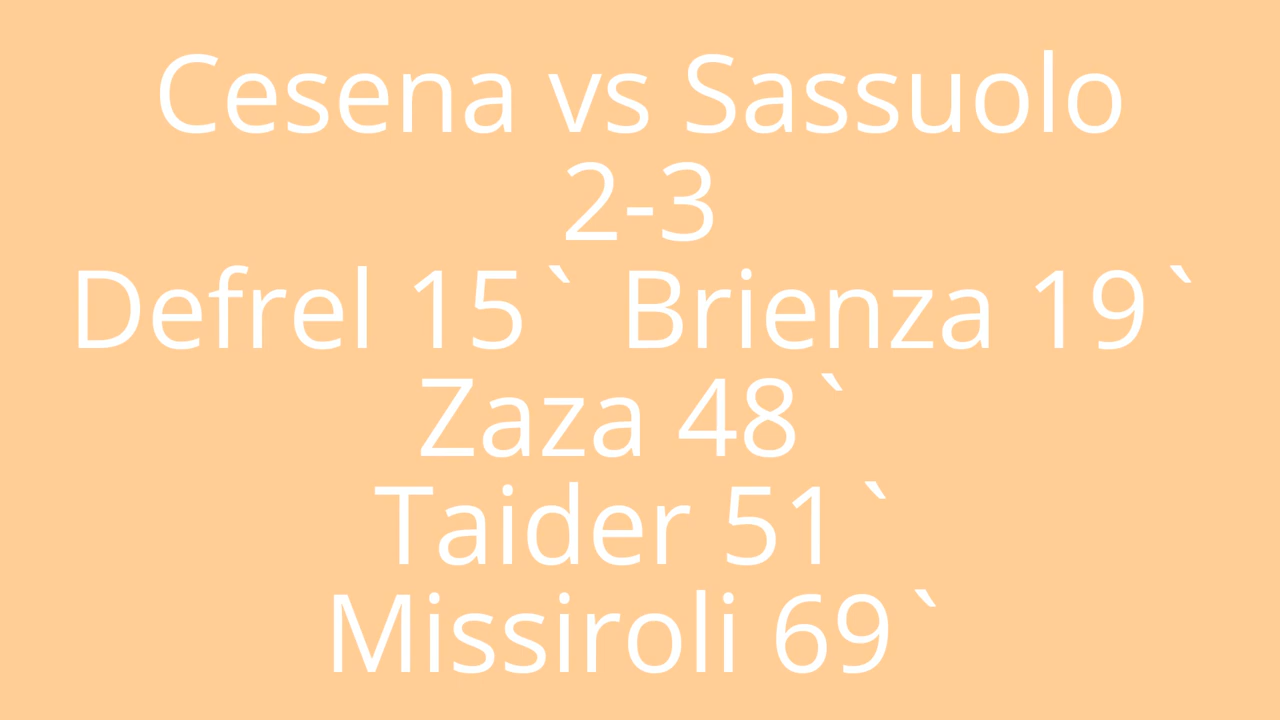 Cesena vs Sassuolo
2-3
Defrel 15` Brienza 19`
Zaza 48`
Taider 51`
Missiroli 69`